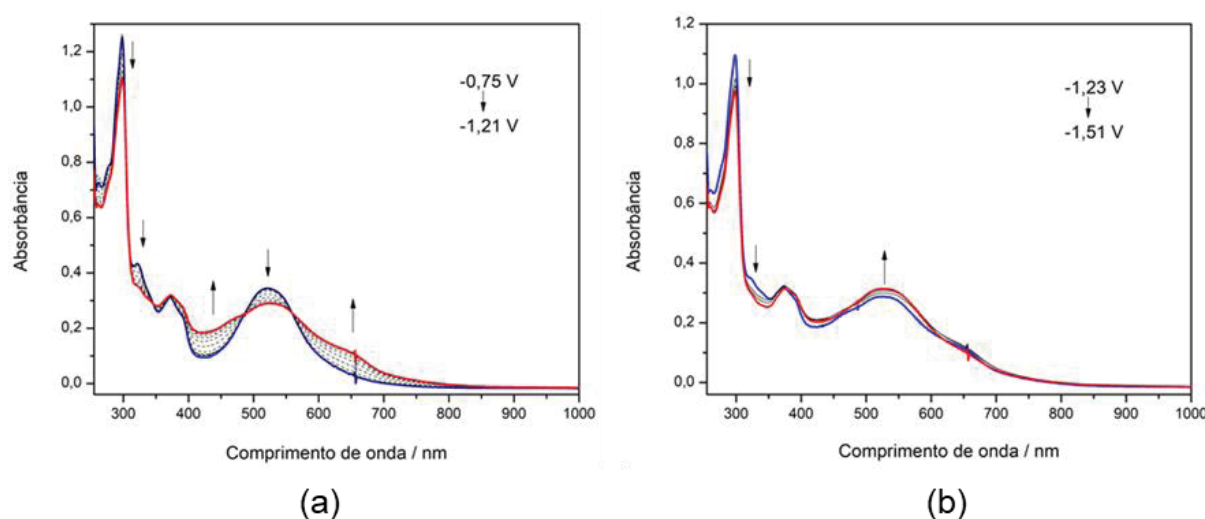 1,2
1,0
0,8
0,6
0,4
0,2
0,0
Absorbância
-0,75 V
-1,21 V
300 400 500 600 700 800 900 1000
Comprimento de onda / nm
(a)
1,2
1,0
0,8
0,6
0,4
0,2
0,0
Absorbância
-1,23 V
-1,51 V
300 400 500 600 700 800 900 1000
Comprimento de onda / nm
(b)